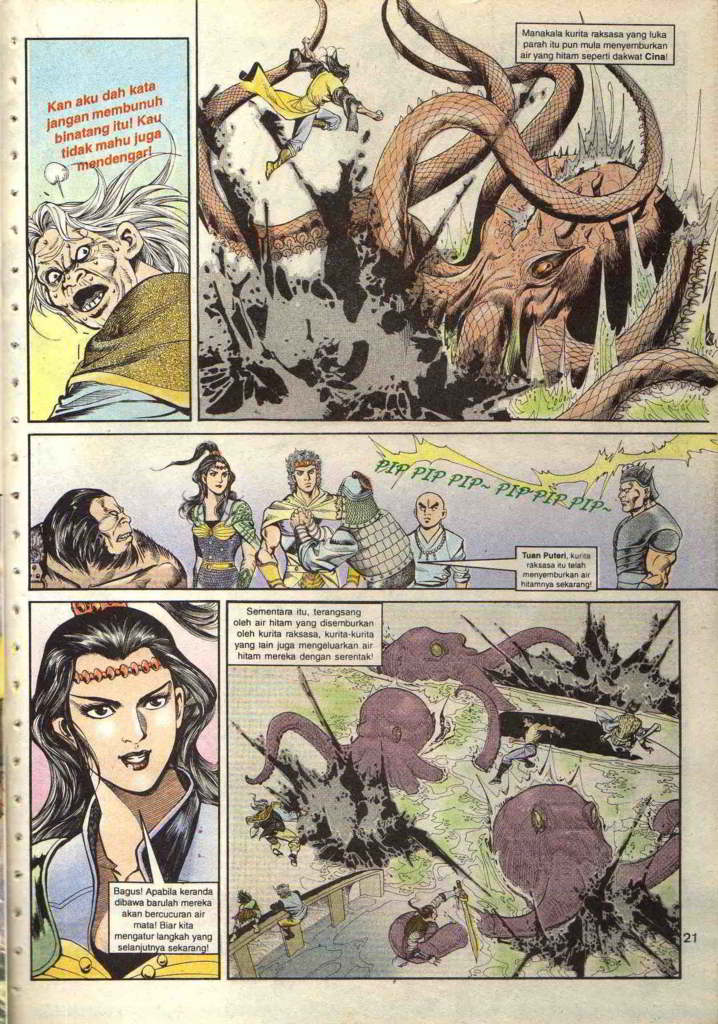 Kan aku dah kata
jangan membunuh
binatang itu! Kau
tidak mahu juga
mendengar!
Manakala kurita raksasa yang luka
parah itu pun mula menyemburkan
air yang hitam seperti dakwat Cina!
PIP PIP PIP~ PIP PIP PIP~
Tuan Puteri, kurita
raksasa itu telah
menyemburkan air
hitamnya sekarang!
Bagus! Apabila keranda
dibawa barulah mereka
akan bercucuran air
mata! Biar kita
mengatur langkah yang
selanjutnya sekarang!
Sementara itu, terangsang
oleh air hitam yang disemburkan
oleh kurita raksasa, kurita-kurita
yang lain juga mengeluarkan air
hitam mereka dengan serentak!
21